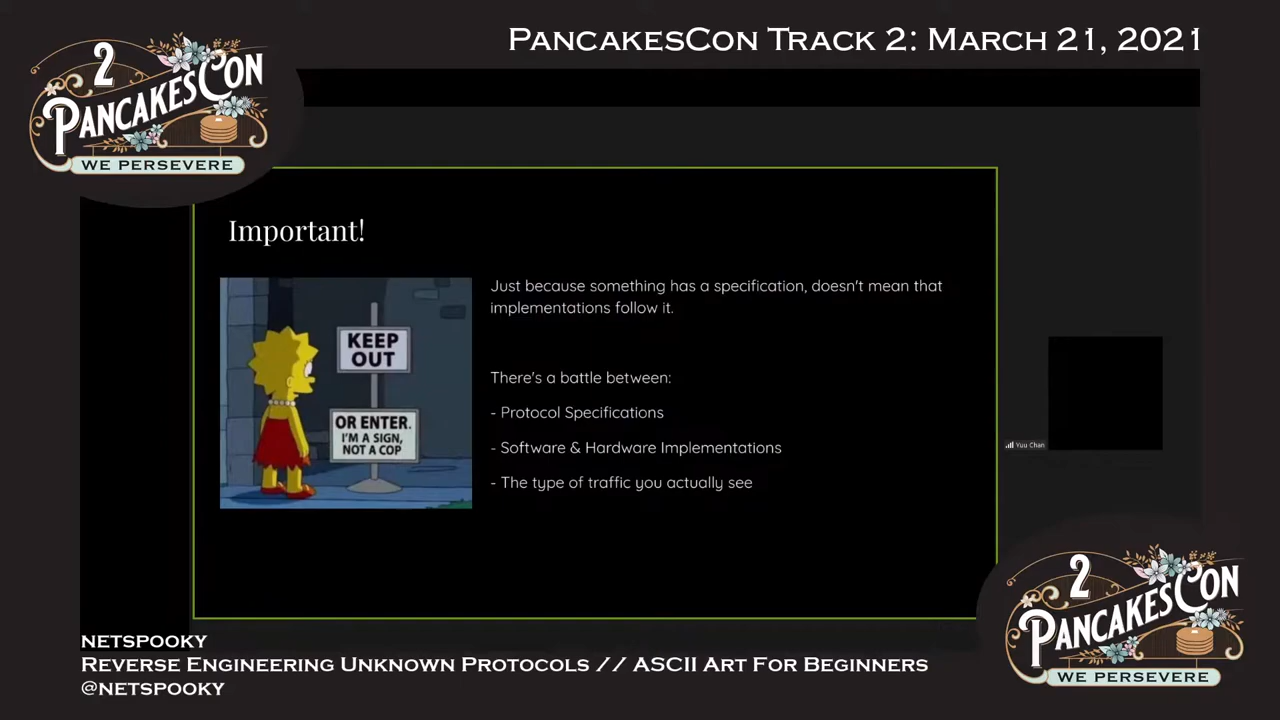 PancakesCon Track 2: March 21, 2021
2
PancakesCon
WE PERSEVERE
Important!
KEEP
OUT
OR ENTER.
I'M A SIGN,
NOT A COP
Just because something has a specification, doesn't mean that
implementations follow it.
There's a battle between:
- Protocol Specifications
- Software & Hardware Implementations
- The type of traffic you actually see
Yuu Chan
NETSPOOKY
Reverse Engineering Unknown Protocols // ASCII Art For Beginners
@NETSPOOKY
2
PancakesCon
WE PERSEVERE